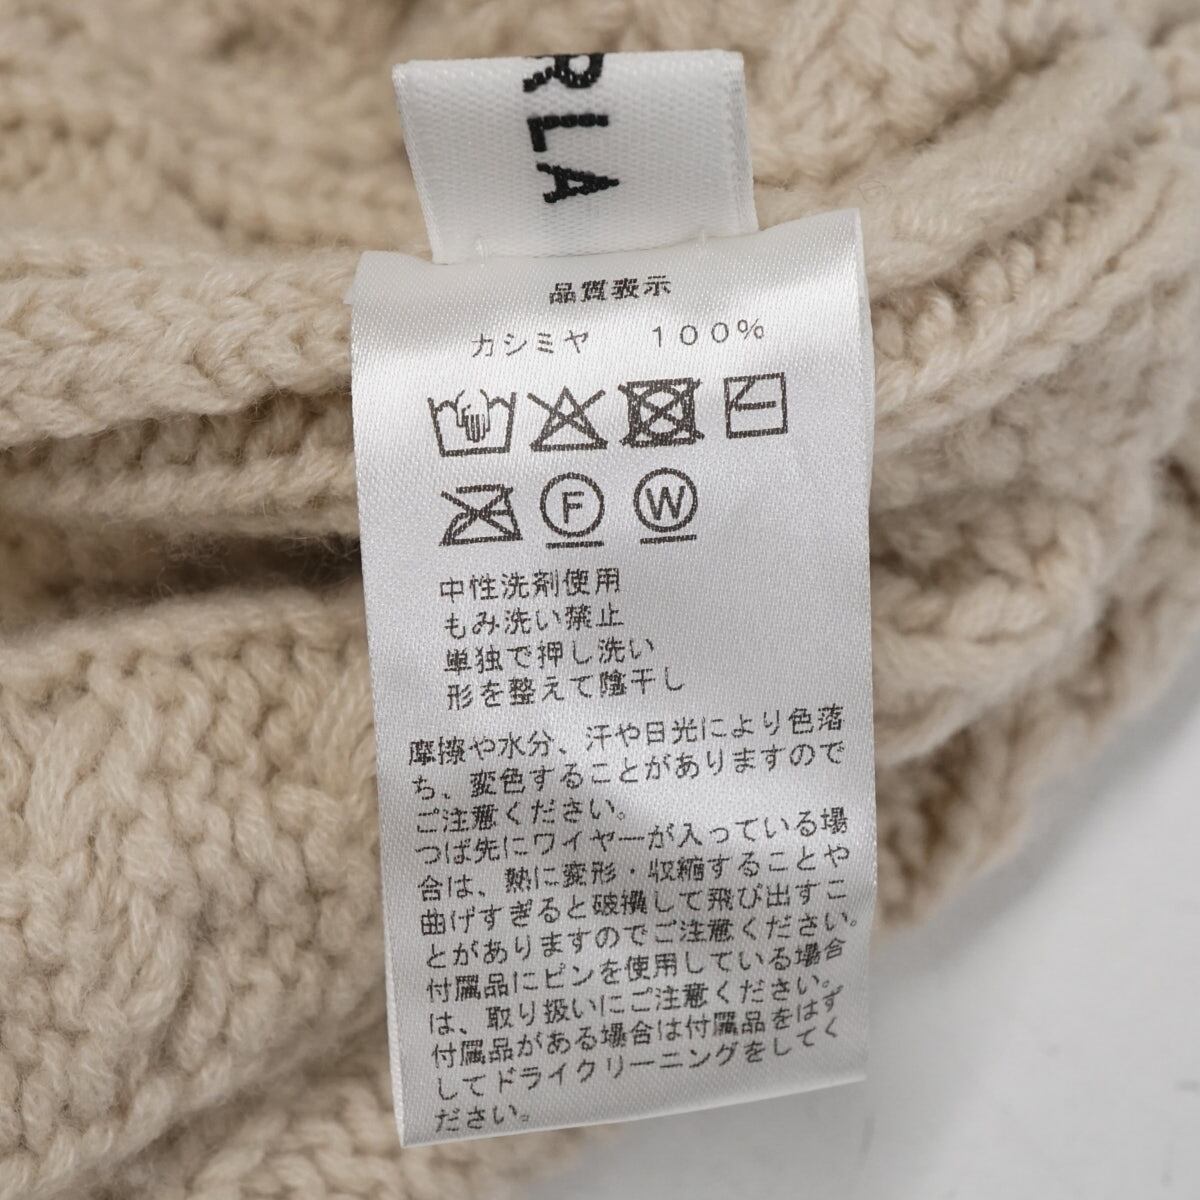 RLA
品質表示
カシミヤ 100%
F W
中性洗剤使用
もみ洗い禁止
単独で押し洗い
形を整えて陰干し
摩擦や水分、汗や日光により色落
ち、変色することがありますので
ご注意ください。
つば先にワイヤーが入っている場
合は、熱に変形・収縮することや
曲げすぎると破損して飛び出すこ
とがありますのでご注意ください。
付属品にピンを使用している場合
は、取り扱いにご注意ください。
付属品がある場合は付属品をはず
してドライクリーニングをしてく
ださい。